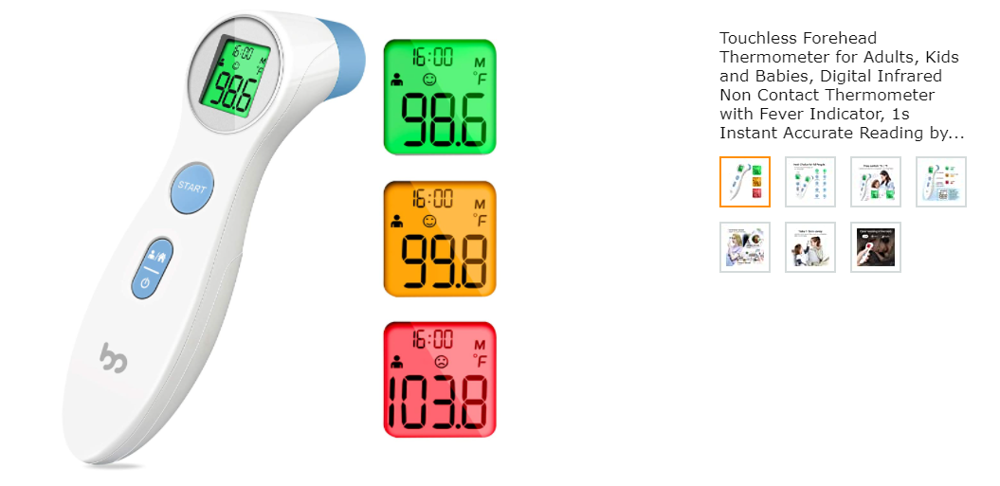 16:00
M
°F
98.6
START
16:00
M
°F
98.6
16:00
M
°F
99.8
16:00
M
°F
103.8
Touchless Forehead
Thermometer for Adults, Kids
and Babies, Digital Infrared
Non Contact Thermometer
with Fever Indicator, 1s
Instant Accurate Reading by...